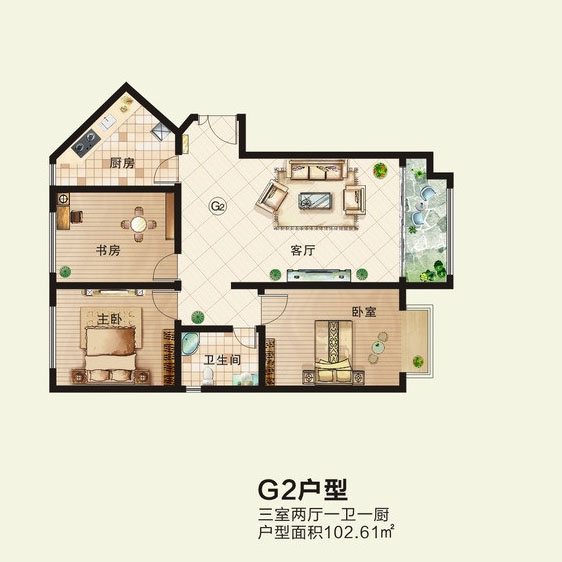 厨房
G2
书房
客厅
主卧
卧室
卫生间
G2户型
三室两厅一卫一厨
户型面积102.61㎡